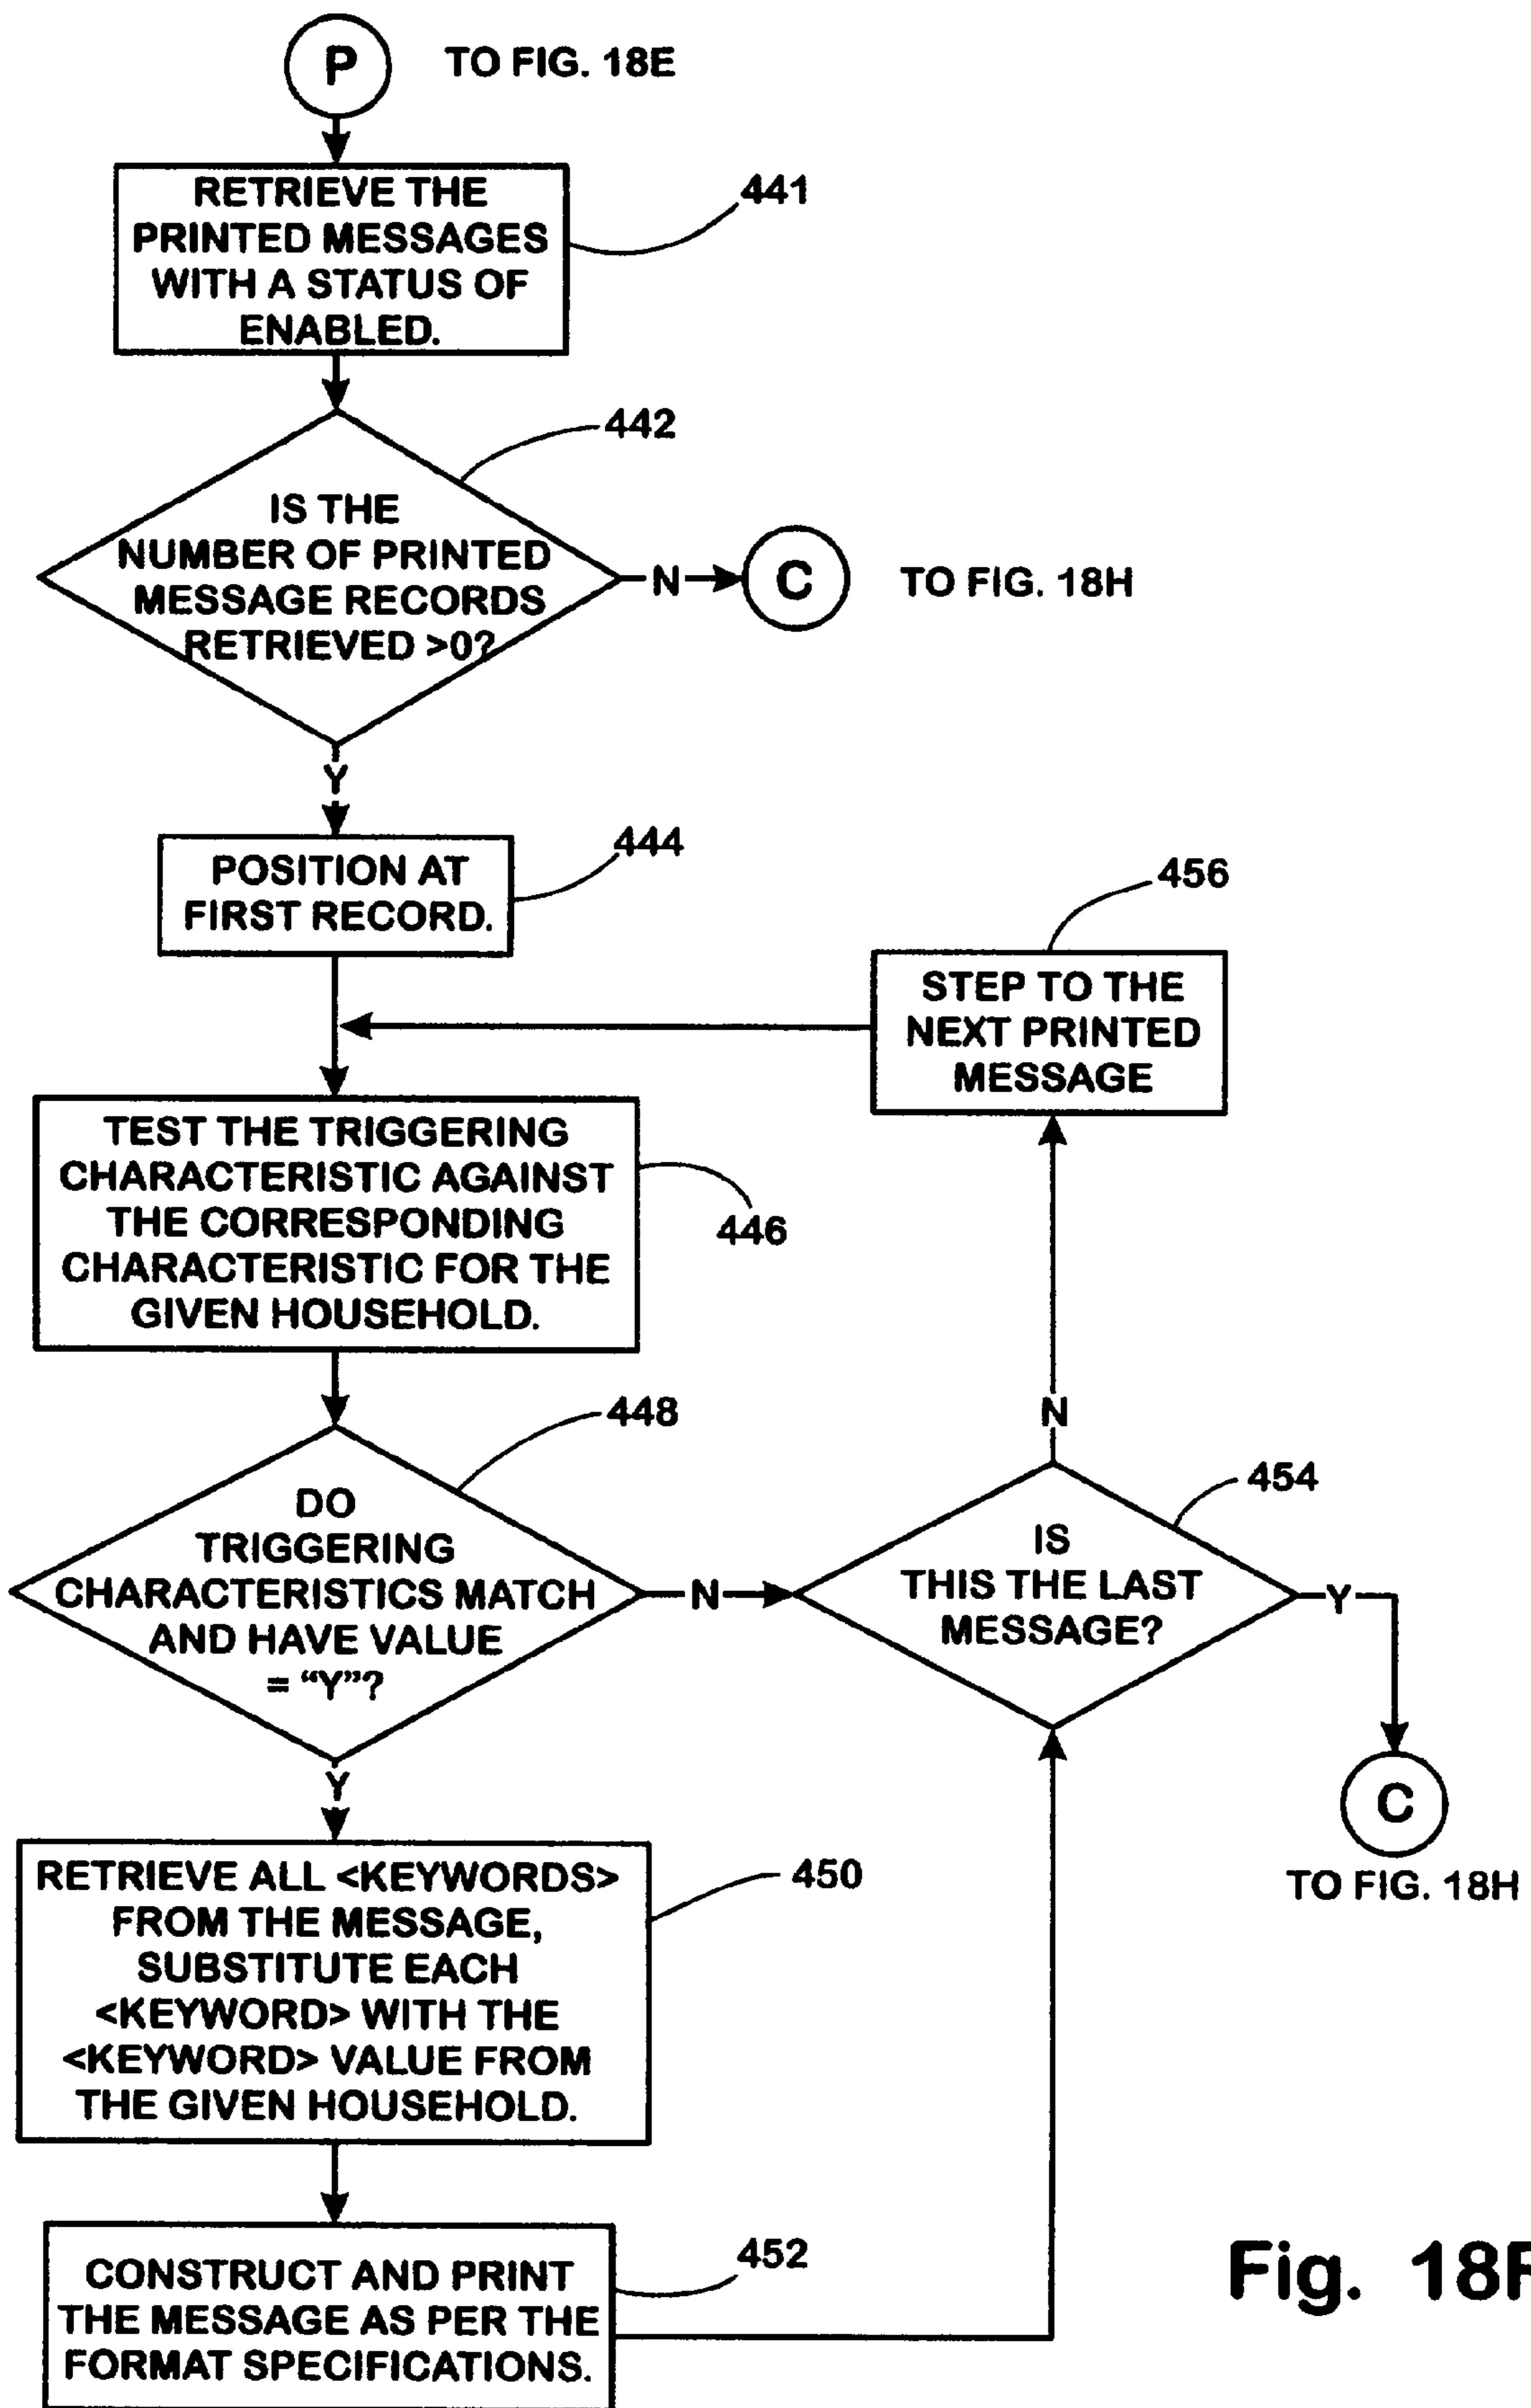 P
TO FIG. 18E
RETRIEVE THE
PRINTED MESSAGES
WITH A STATUS OF
ENABLED.
441
442
IS THE
NUMBER OF PRINTED
MESSAGE RECORDS
RETRIEVED >0?
N
C
TO FIG. 18H
Y
POSITION AT
FIRST RECORD.
444
456
STEP TO THE
NEXT PRINTED
MESSAGE
TEST THE TRIGGERING
CHARACTERISTIC AGAINST
THE CORRESPONDING
CHARACTERISTIC FOR THE
GIVEN HOUSEHOLD.
446
448
DO
TRIGGERING
CHARACTERISTICS MATCH
AND HAVE VALUE
= “Y”?
N
N
454
IS
THIS THE LAST
MESSAGE?
Y
C
TO FIG. 18H
Y
RETRIEVE ALL <KEYWORDS>
FROM THE MESSAGE,
SUBSTITUTE EACH
<KEYWORD> WITH THE
<KEYWORD> VALUE FROM
THE GIVEN HOUSEHOLD.
450
CONSTRUCT AND PRINT
THE MESSAGE AS PER THE
FORMAT SPECIFICATIONS.
452
Fig.